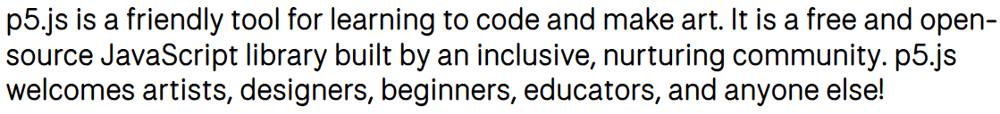 p5.js is a friendly tool for learning to code and make art. It is a free and open-
source JavaScript library built by an inclusive, nurturing community. p5.js
welcomes artists, designers, beginners, educators, and anyone else!